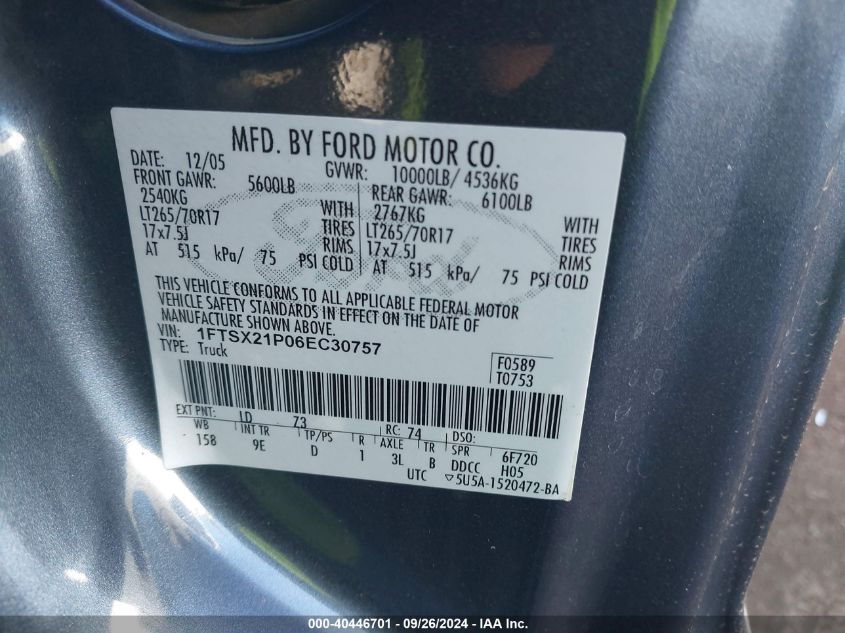 MFD. BY FORD MOTOR CO.
DATE: 12/05 GVWR: 10000LB/ 4536KG
FRONT GAWR: 5600LB REAR GAWR: 6100LB
2540KG WITH 2767KG WITH
LT265/70R17 TIRES LT265/70R17 TIRES
17x7.5J RIMS 17x7.5J RIMS
AT 515 kPa/ 75 PSI COLD AT 515 kPa/ 75 PSI COLD
THIS VEHICLE CONFORMS TO ALL APPLICABLE FEDERAL MOTOR
VEHICLE SAFETY STANDARDS IN EFFECT ON THE DATE OF
MANUFACTURE SHOWN ABOVE.
VIN: 1FTSX21P06EC30757
TYPE: Truck
F0589
T0753
EXT PNT: LD 73 RC: 74 DSO:
WB INT TR TP/PS R AXLE TR SPR 6F720
158 9E D 1 3L B DDCC H05
UTC ▽5U5A-1520472-BA
Ford
000-40446701 - 09/26/2024 - IAA Inc.